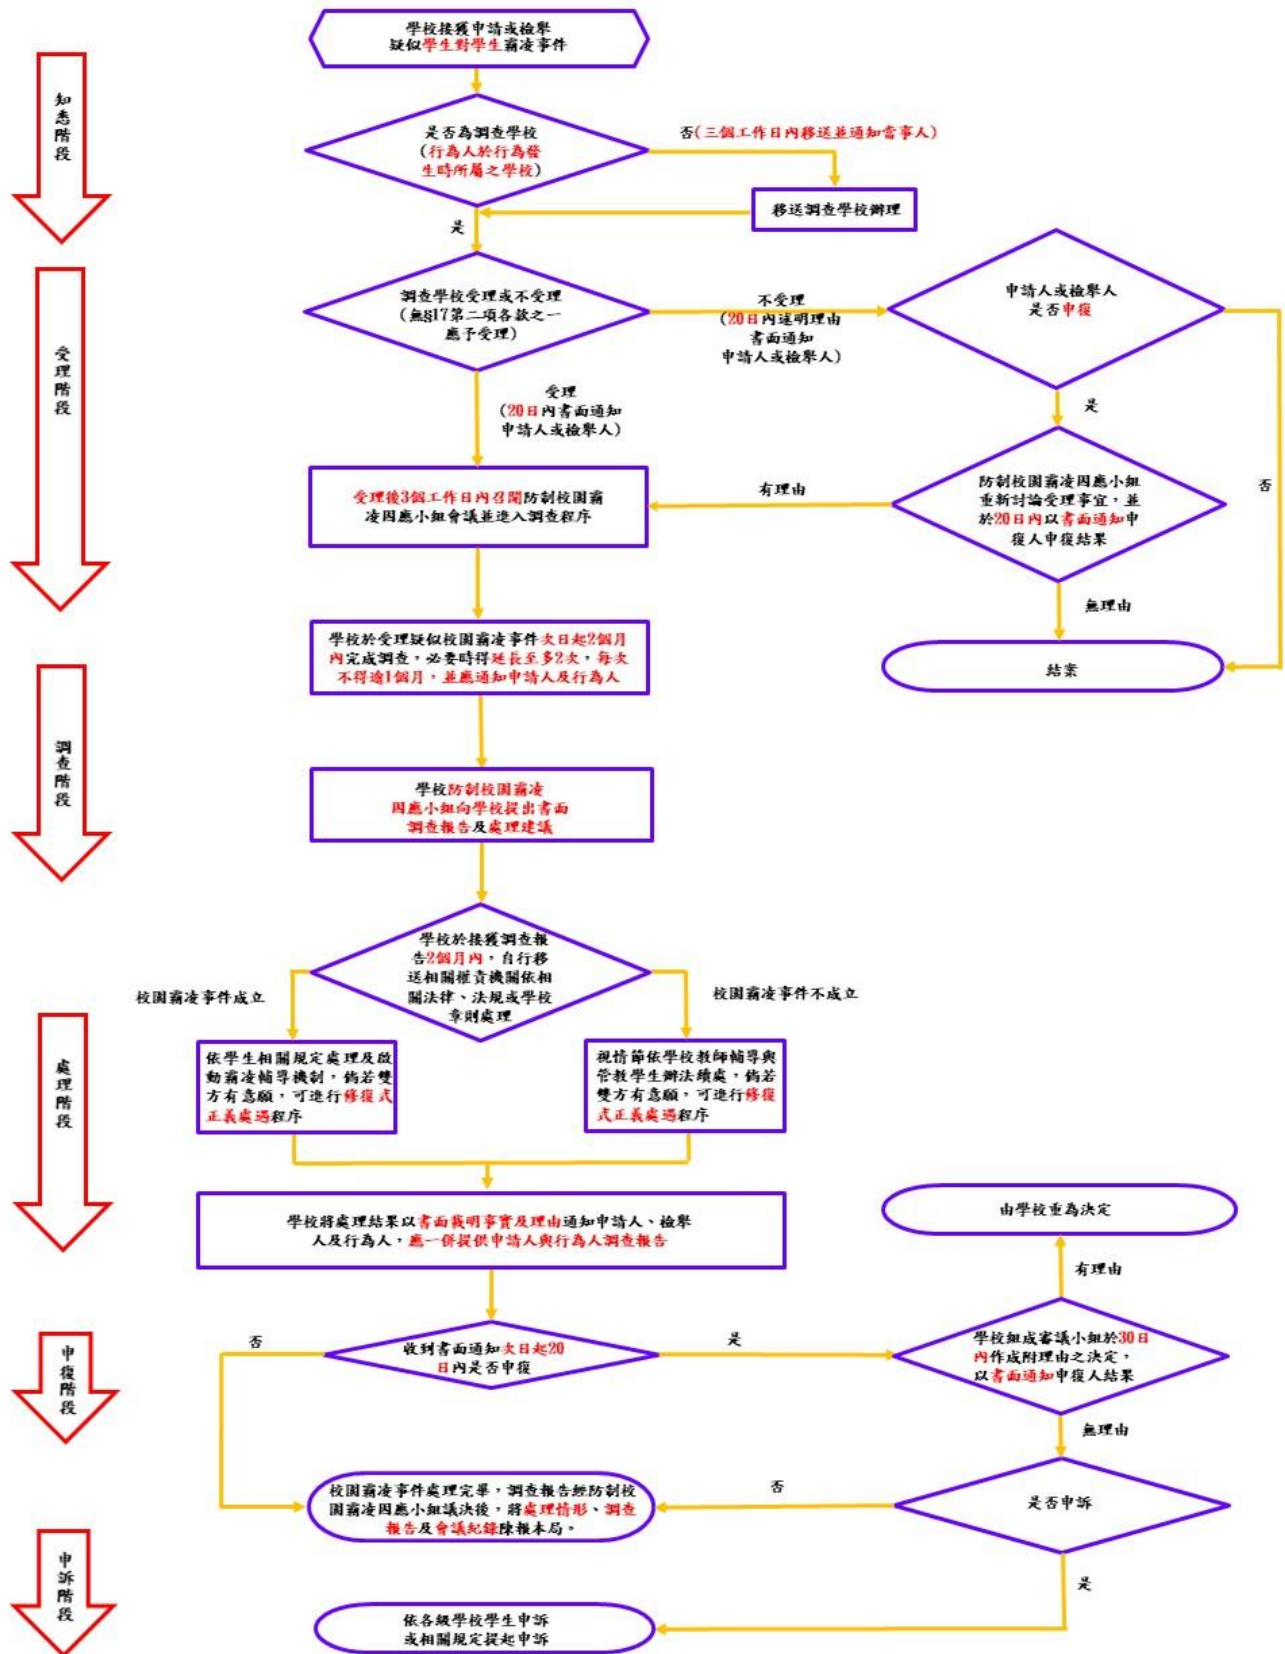 學校接獲申請或檢舉
疑似學生對學生霸凌事件
知悉階段
是否為調查學校
(行為人於行為發
生時所屬之學校)
否(三個工作日內移送並通知當事人)
移送調查學校辦理
是
受理階段
調查學校受理或不受理
(無§17第二項各款之一
應予受理)
不受理
(20日內述明理由
書面通知
申請人或檢舉人)
申請人或檢舉人
是否申復
受理
(20日內書面通知
申請人或檢舉人)
是
否
受理後3個工作日內召開防制校園霸
凌因應小組會議並進入調查程序
有理由
防制校園霸凌因應小組
重新討論受理事宜，並
於20日內以書面通知申
復人申復結果
無理由
結案
調查階段
學校於受理疑似校園霸凌事件次日起2個月
內完成調查，必要時得延長至多2次，每次
不得逾1個月，並應通知申請人及行為人
學校防制校園霸凌
因應小組向學校提出書面
調查報告及處理建議
處理階段
學校於接獲調查報
告2個月內，自行移
送相關權責機關依相
關法律、法規或學校
章則處理
校園霸凌事件成立
校園霸凌事件不成立
依學生相關規定處理及啟
動霸凌輔導機制，倘若雙
方有意願，可進行修復式
正義處遇程序
視情節依學校教師輔導與
管教學生辦法續處，倘若
雙方有意願，可進行修復
式正義處遇程序
學校將處理結果以書面載明事實及理由通知申請人、檢舉
人及行為人，應一併提供申請人與行為人調查報告
由學校重為決定
有理由
申復階段
否
收到書面通知次日起20
日內是否申復
是
學校組成審議小組於30日
內作成附理由之決定，
以書面通知申復人結果
無理由
校園霸凌事件處理完畢，調查報告經防制校
園霸凌因應小組議決後，將處理情形、調查
報告及會議紀錄陳報本局。
否
是否申訴
申訴階段
是
依各級學校學生申訴
或相關規定提起申訴